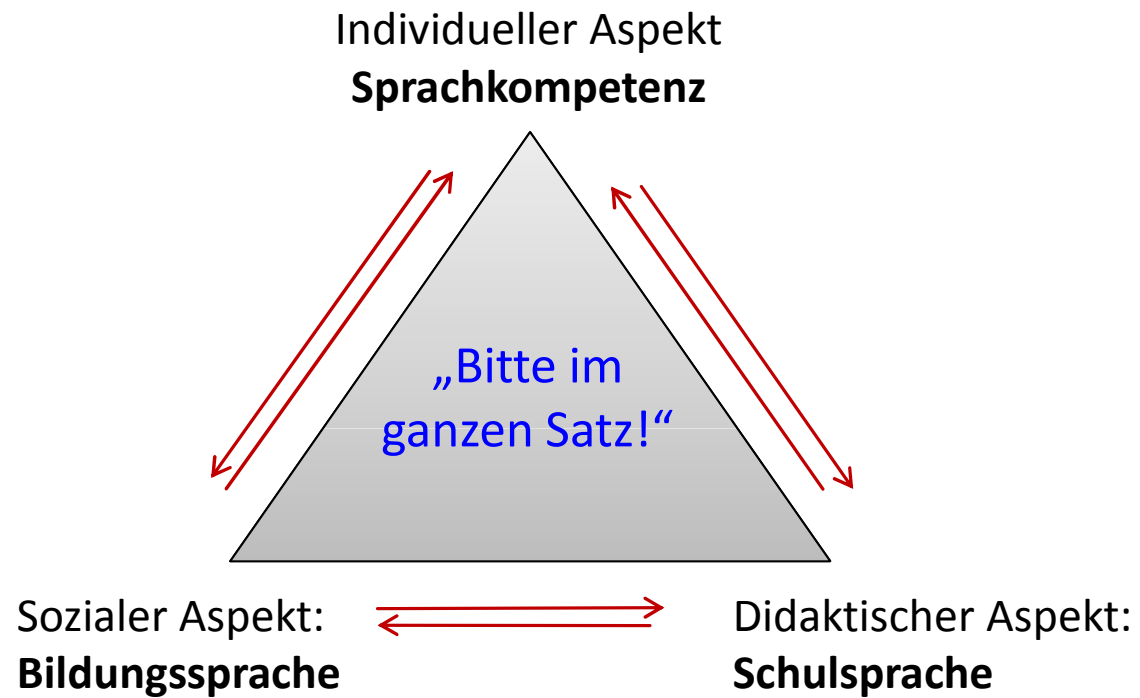 Individueller Aspekt
Sprachkompetenz
„Bitte im
ganzen Satz!“
Sozialer Aspekt:
Bildungssprache
Didaktischer Aspekt:
Schulsprache